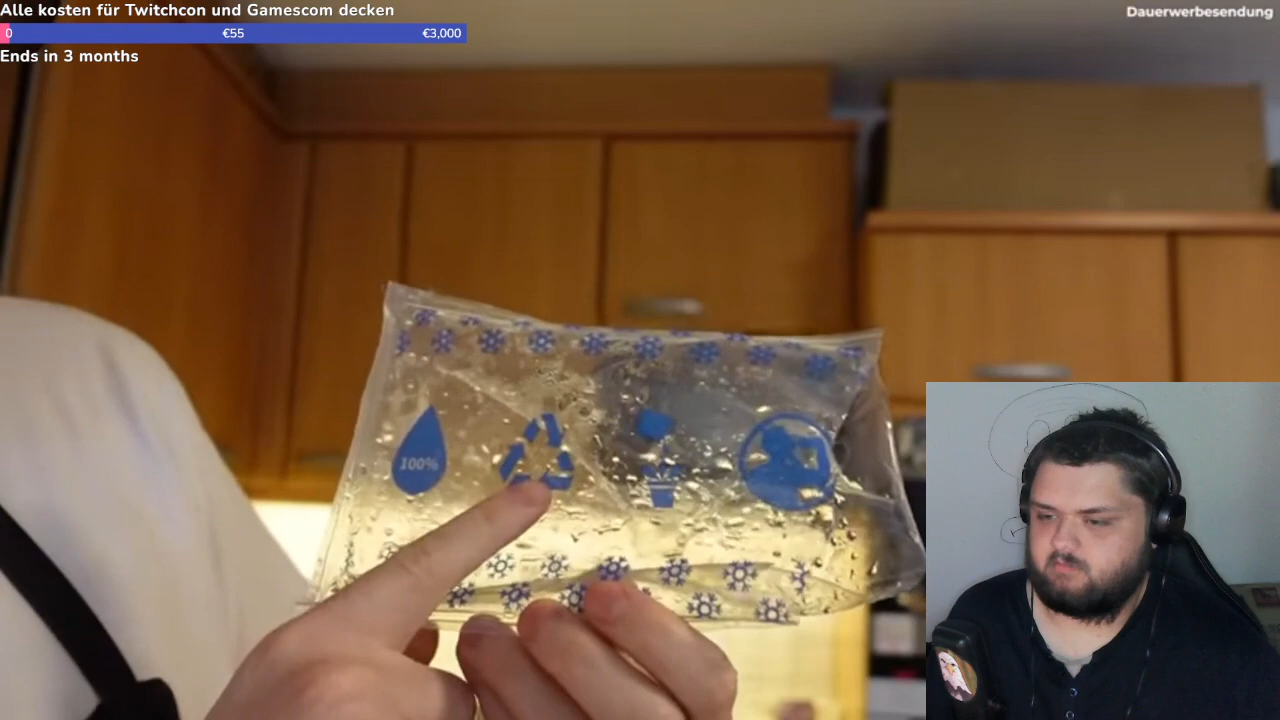 Alle kosten für Twitchcon und Gamescom decken
Dauerwerbesendung
0 €55 €3,000
Ends in 3 months
100%